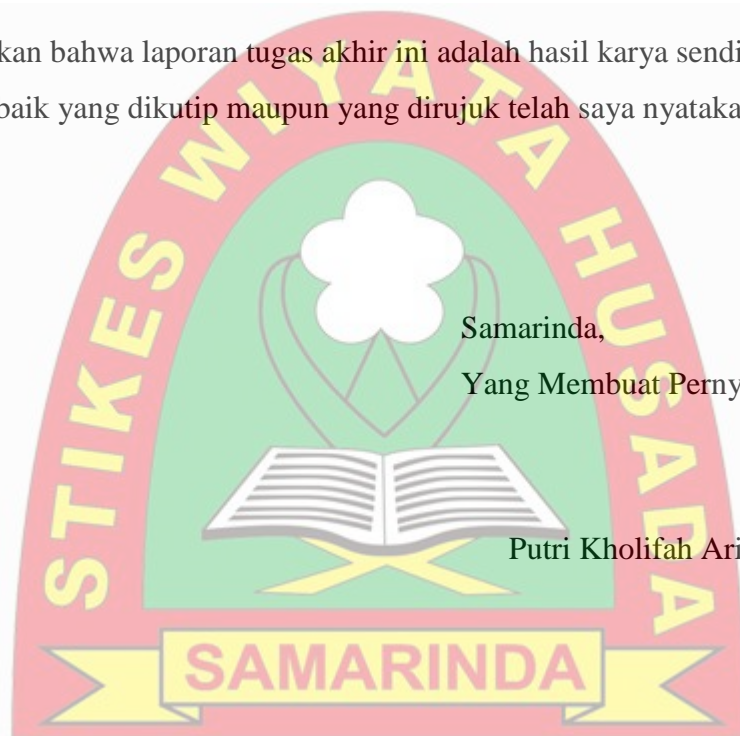 kan bahwa laporan tugas akhir ini adalah hasil karya sendi
baik yang dikutip maupun yang dirujuk telah saya nyataka
STIKES WIYATA HUSADA
Samarinda,
Yang Membuat Perny
Putri Kholifah Ari
SAMARINDA